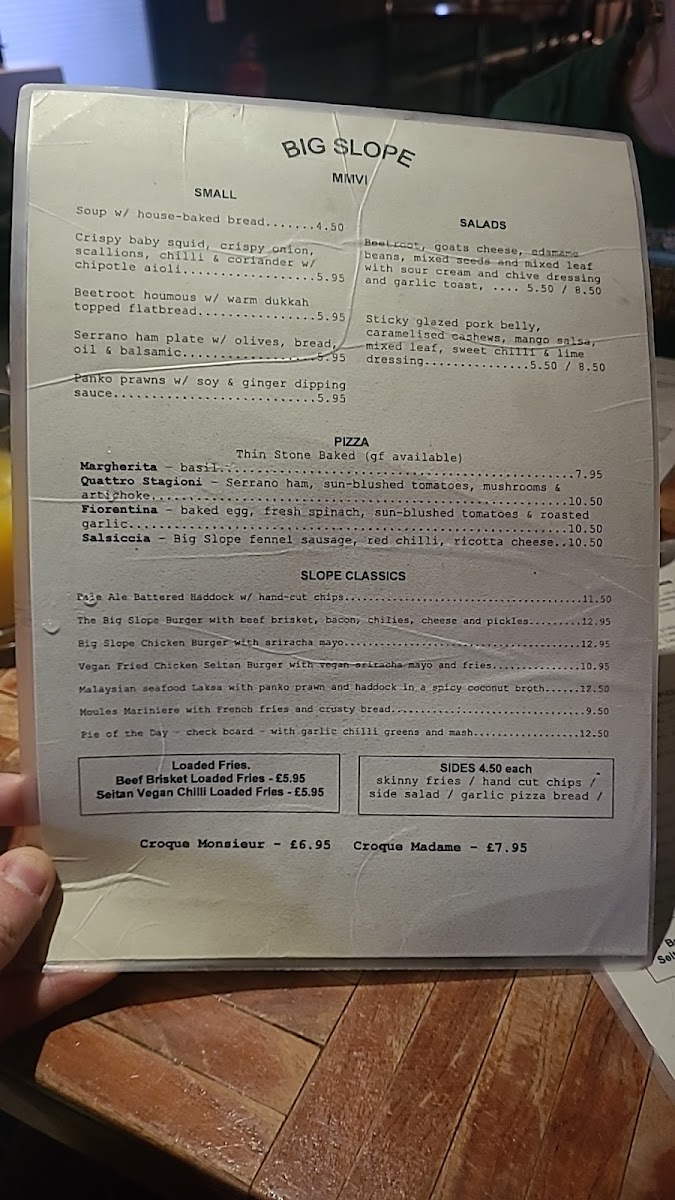 BIG SLOPE
MMVI
SMALL
Soup w/ house-baked bread.......4.50
Crispy baby squid, crispy onion,
scallions, chilli & coriander w/
chipotle aioli..................5.95
Beetroot houmous w/ warm dukkah
topped flatbread................5.95
Serrano ham plate w/ olives, bread,
oil & balsamic..................5.95
Panko prawns w/ soy & ginger dipping
sauce...........................5.95
SALADS
Beetroot, goats cheese, edamame
beans, mixed seeds and mixed leaf
with sour cream and chive dressing
and garlic toast, .... 5.50 / 8.50
Sticky glazed pork belly,
caramelised cashews, mango salsa,
mixed leaf, sweet chilli & lime
dressing...............5.50 / 8.50
PIZZA
Thin Stone Baked (gf available)
Margherita – basil..................................................7.95
Quattro Stagioni – Serrano ham, sun-blushed tomatoes, mushrooms &
artichoke..........................................................10.50
Fiorentina – baked egg, fresh spinach, sun-blushed tomatoes & roasted
garlic.............................................................10.50
Salsiccia – Big Slope fennel sausage, red chilli, ricotta cheese..10.50
SLOPE CLASSICS
Pale Ale Battered Haddock w/ hand-cut chips.......................................11.50
The Big Slope Burger with beef brisket, bacon, chilies, cheese and pickles.........12.95
Big Slope Chicken Burger with sriracha mayo.......................................12.95
Vegan Fried Chicken Seitan Burger with vegan sriracha mayo and fries...............10.95
Malaysian seafood Laksa with panko prawn and haddock in a spicy coconut broth......12.50
Moules Mariniere with French fries and crusty bread................................9.50
Pie of the Day – check board – with garlic chilli greens and mash..................12.50
Loaded Fries.
Beef Brisket Loaded Fries - £5.95
Seitan Vegan Chilli Loaded Fries - £5.95
SIDES 4.50 each
skinny fries / hand cut chips /
side salad / garlic pizza bread /
Croque Monsieur – £6.95 Croque Madame – £7.95